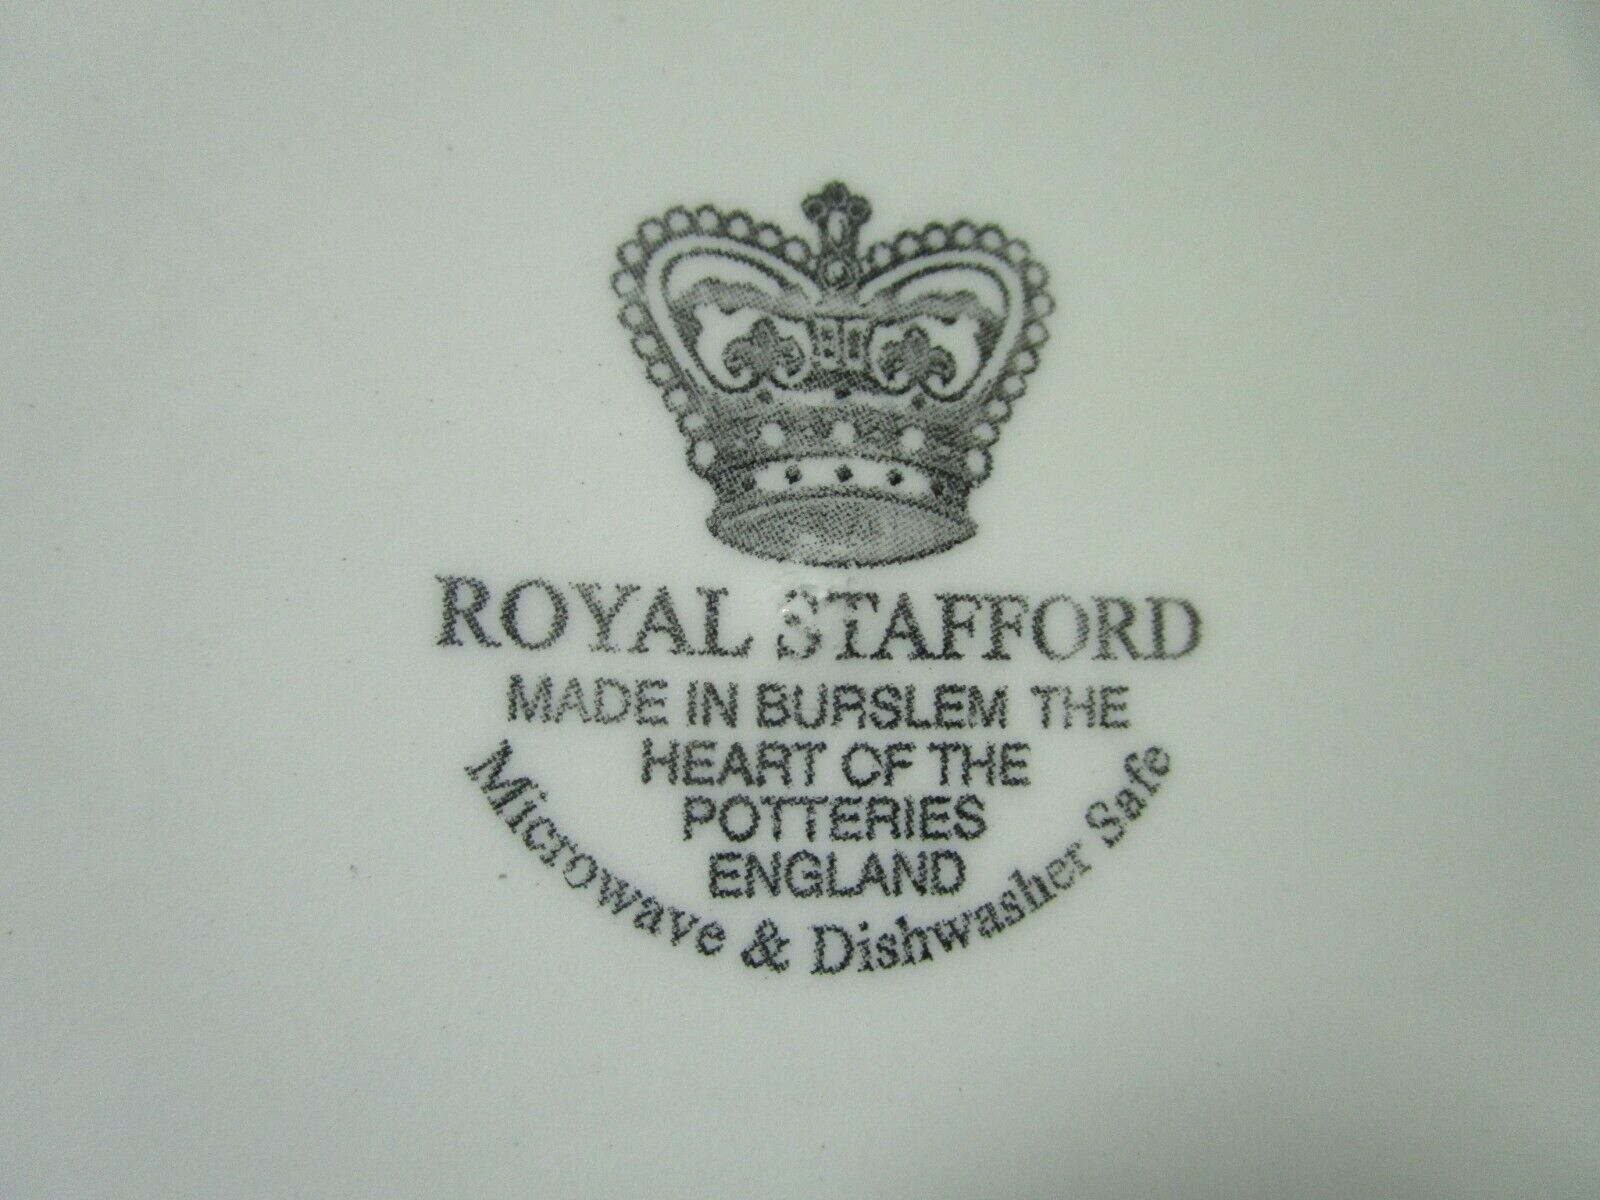 ROYAL STAFFORD
MADE IN BURSLEM THE
HEART OF THE
POTTERIES
ENGLAND
Microwave & Dishwasher Safe